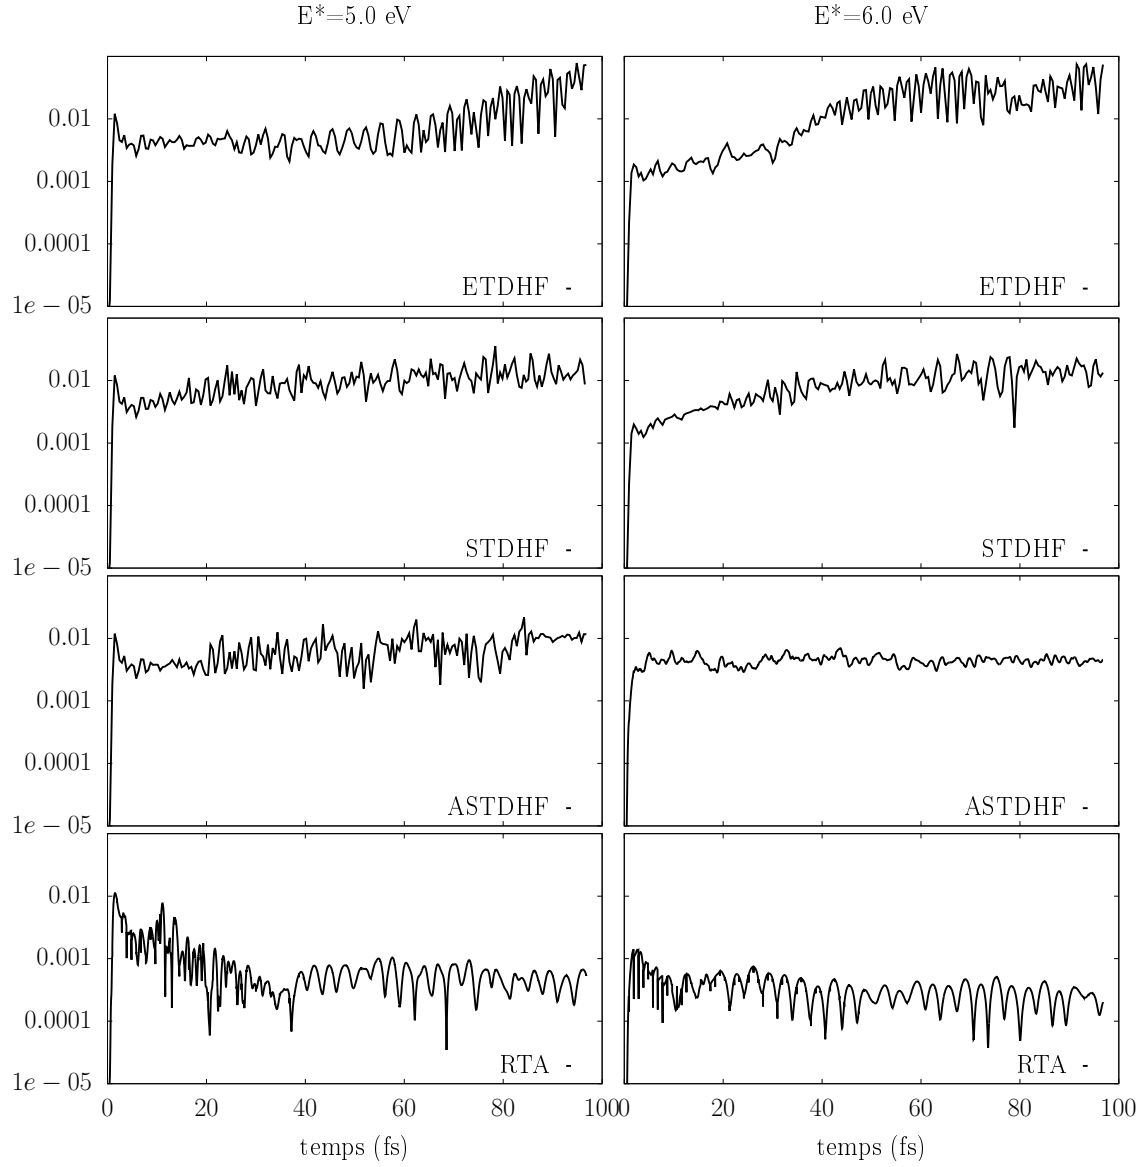 E*=5.0 eV E*=6.0 eV
0.01
0.001
0.0001
1e − 05
ETDHF - ETDHF -
0.01
0.001
0.0001
1e − 05
STDHF - STDHF -
0.01
0.001
0.0001
1e − 05
ASTDHF - ASTDHF -
0.01
0.001
0.0001
1e − 05
RTA - RTA -
0 20 40 60 80 100 0 20 40 60 80 100
temps (fs) temps (fs)